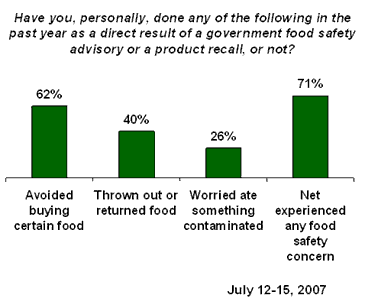 Have you, personally, done any of the following in the
past year as a direct result of a government food safety
advisory or a product recall, or not?
62%
40%
26%
71%
Avoided
buying
certain food
Thrown out or
returned food
Worried ate
something
contaminated
Net
experienced
any food
safety
concern
July 12-15, 2007